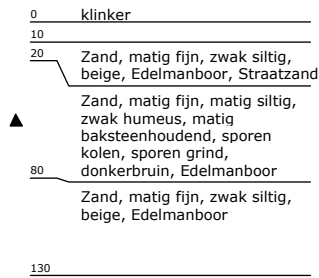 0 klinker
10
20 Zand, matig fijn, zwak siltig,
beige, Edelmanboor, Straatzand
Zand, matig fijn, matig siltig,
zwak humeus, matig
baksteenhoudend, sporen
kolen, sporen grind,
donkerbruin, Edelmanboor
80
Zand, matig fijn, zwak siltig,
beige, Edelmanboor
130